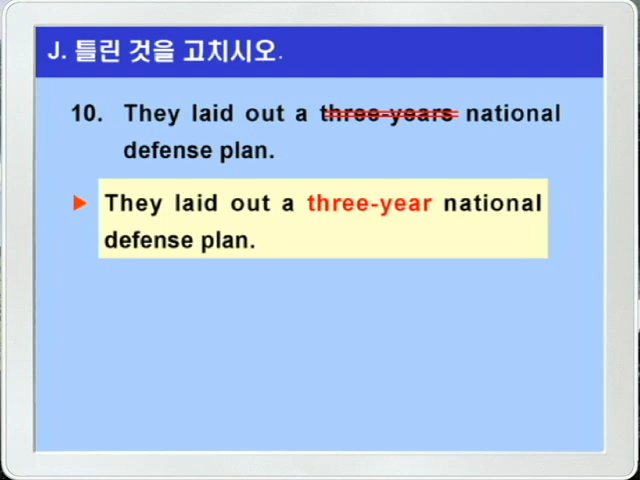 J. 틀린 것을 고치시오.
10. They laid out a three-years national
defense plan.
They laid out a three-year national
defense plan.